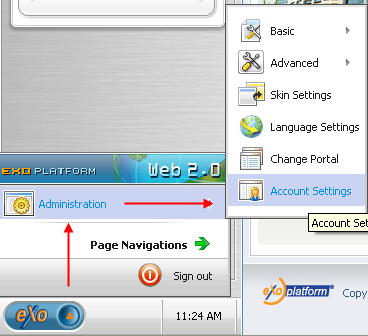 Basic
Advanced
Skin Settings
Language Settings
Change Portal
Account Settings
Account Set
EXO PLATFORM Web 2.0
Administration
Page Navigations
Sign out
eXo
11:24 AM
eXo platform
Copy